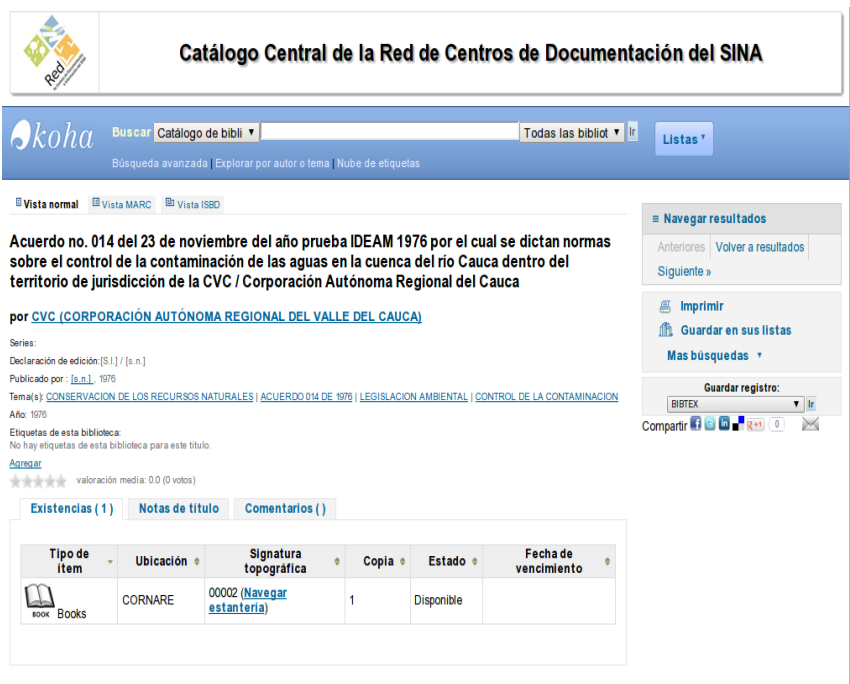 Red
Catálogo Central de la Red de Centros de Documentación del SINA
koha
Buscar Catálogo de bibli Todas las bibliot Ir
Listas
Búsqueda avanzada | Explorar por autor o tema | Nube de etiquetas
Vista normal Vista MARC Vista ISBD
Acuerdo no. 014 del 23 de noviembre del año prueba IDEAM 1976 por el cual se dictan normas
sobre el control de la contaminación de las aguas en la cuenca del río Cauca dentro del
territorio de jurisdicción de la CVC / Corporación Autónoma Regional del Cauca
por CVC (CORPORACIÓN AUTÓNOMA REGIONAL DEL VALLE DEL CAUCA)
Series:
Declaración de edición:[S.l.] / [s.n.]
Publicado por : [s.n.] , 1976
Tema(s): CONSERVACION DE LOS RECURSOS NATURALES | ACUERDO 014 DE 1976 | LEGISLACION AMBIENTAL | CONTROL DE LA CONTAMINACION
Año: 1976
Etiquetas de esta biblioteca:
No hay etiquetas de esta biblioteca para este título.
Agregar
valoración media: 0.0 (0 votos)
Existencias ( 1 ) Notas de título Comentarios ( )
Tipo de ítem Ubicación Signatura topográfica Copia Estado Fecha de vencimiento
BOOK Books CORNARE 00002 (Navegar estantería) 1 Disponible
Navegar resultados
Anteriores Volver a resultados
Siguiente »
Imprimir
Guardar en sus listas
Mas búsquedas
Guardar registro:
BIBTEX Ir
Compartir +1 0